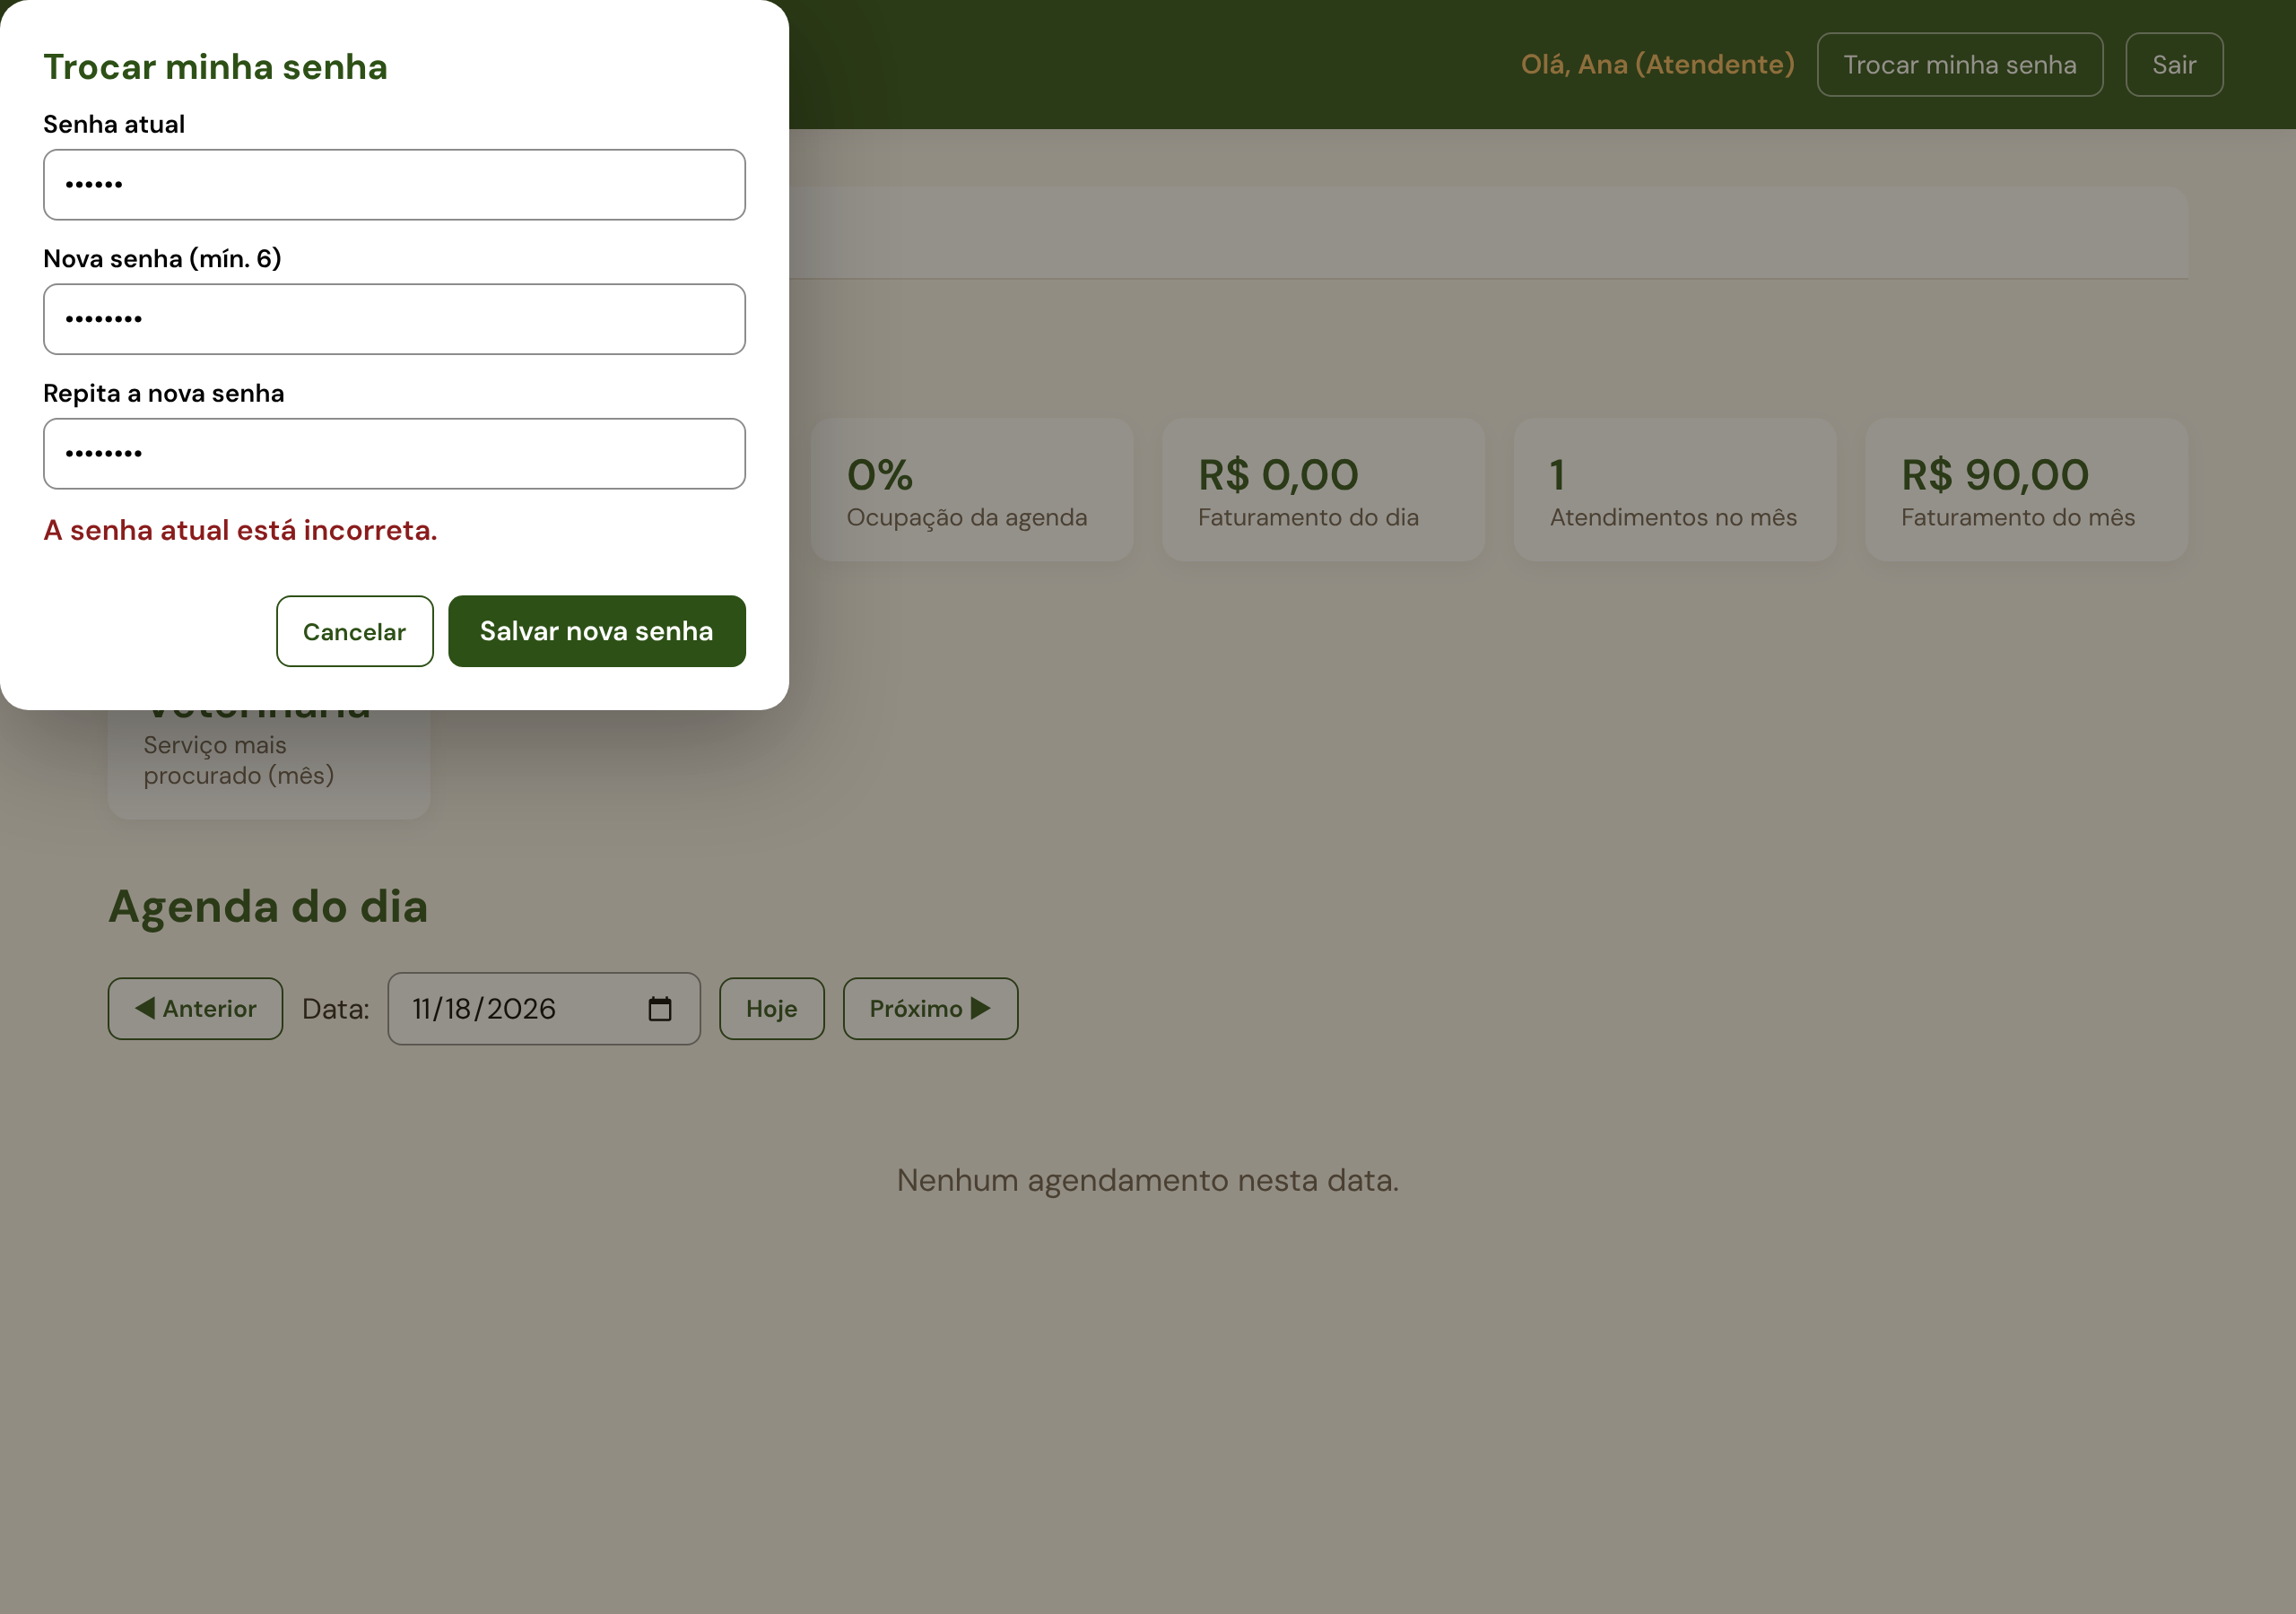 Trocar minha senha
Senha atual
••••••
Nova senha (mín. 6)
••••••••
Repita a nova senha
••••••••
A senha atual está incorreta.
Cancelar
Salvar nova senha
Olá, Ana (Atendente)
Trocar minha senha
Sair
0%
Ocupação da agenda
R$ 0,00
Faturamento do dia
1
Atendimentos no mês
R$ 90,00
Faturamento do mês
Serviço mais
procurado (mês)
Agenda do dia
◀ Anterior
Data:
11/18/2026
Hoje
Próximo ▶
Nenhum agendamento nesta data.